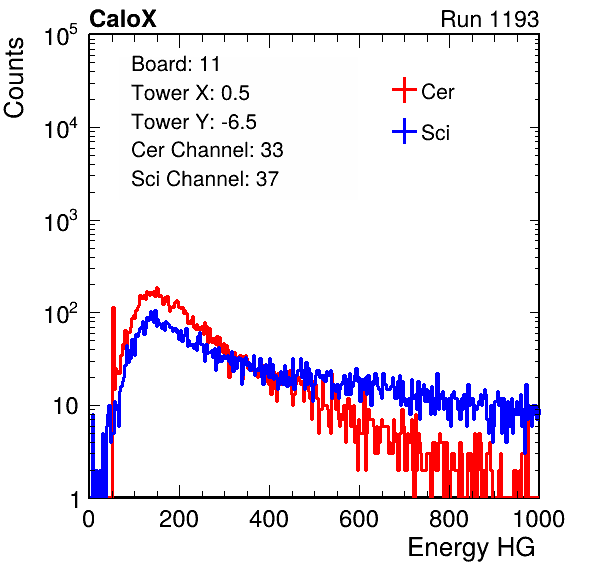 CaloX Run 1193
Counts
10^5
10^4
10^3
10^2
10
1
Board: 11
Tower X: 0.5
Tower Y: -6.5
Cer Channel: 33
Sci Channel: 37
Cer
Sci
0 200 400 600 800 1000
Energy HG